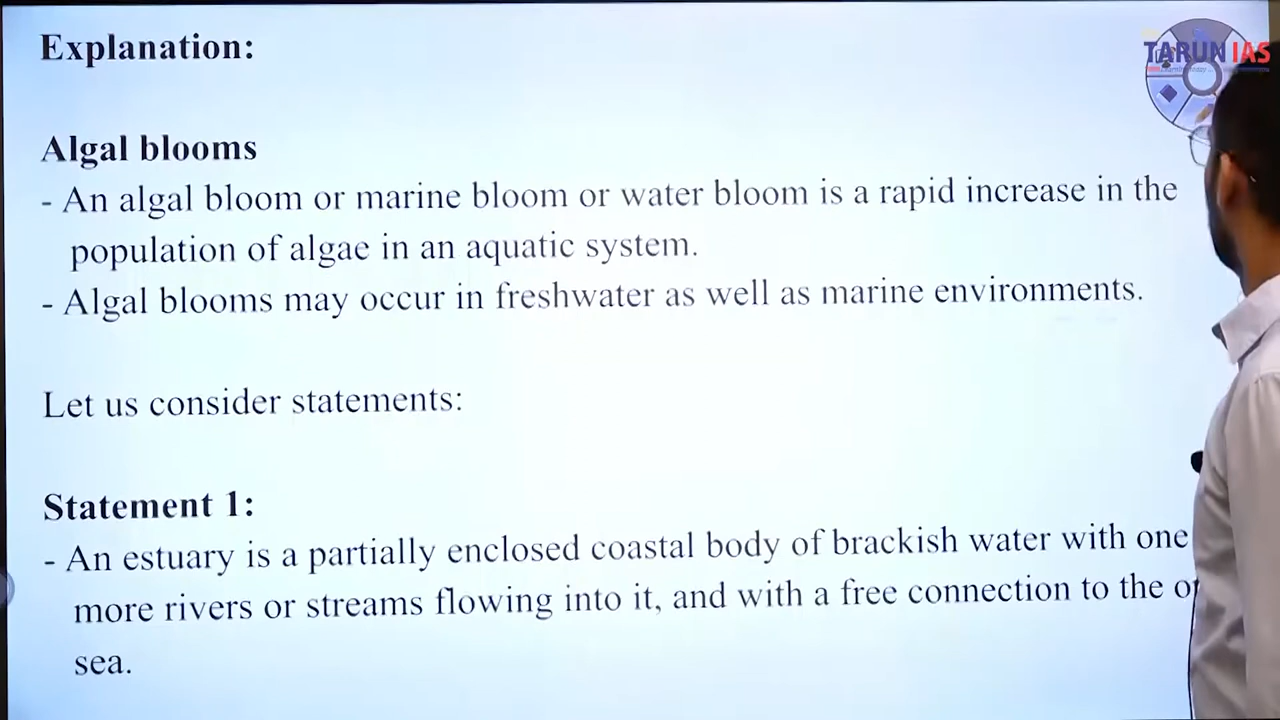 TARUN IAS
Explanation:
Algal blooms
- An algal bloom or marine bloom or water bloom is a rapid increase in the
population of algae in an aquatic system.
- Algal blooms may occur in freshwater as well as marine environments.
Let us consider statements:
Statement 1:
- An estuary is a partially enclosed coastal body of brackish water with one
more rivers or streams flowing into it, and with a free connection to the
sea.